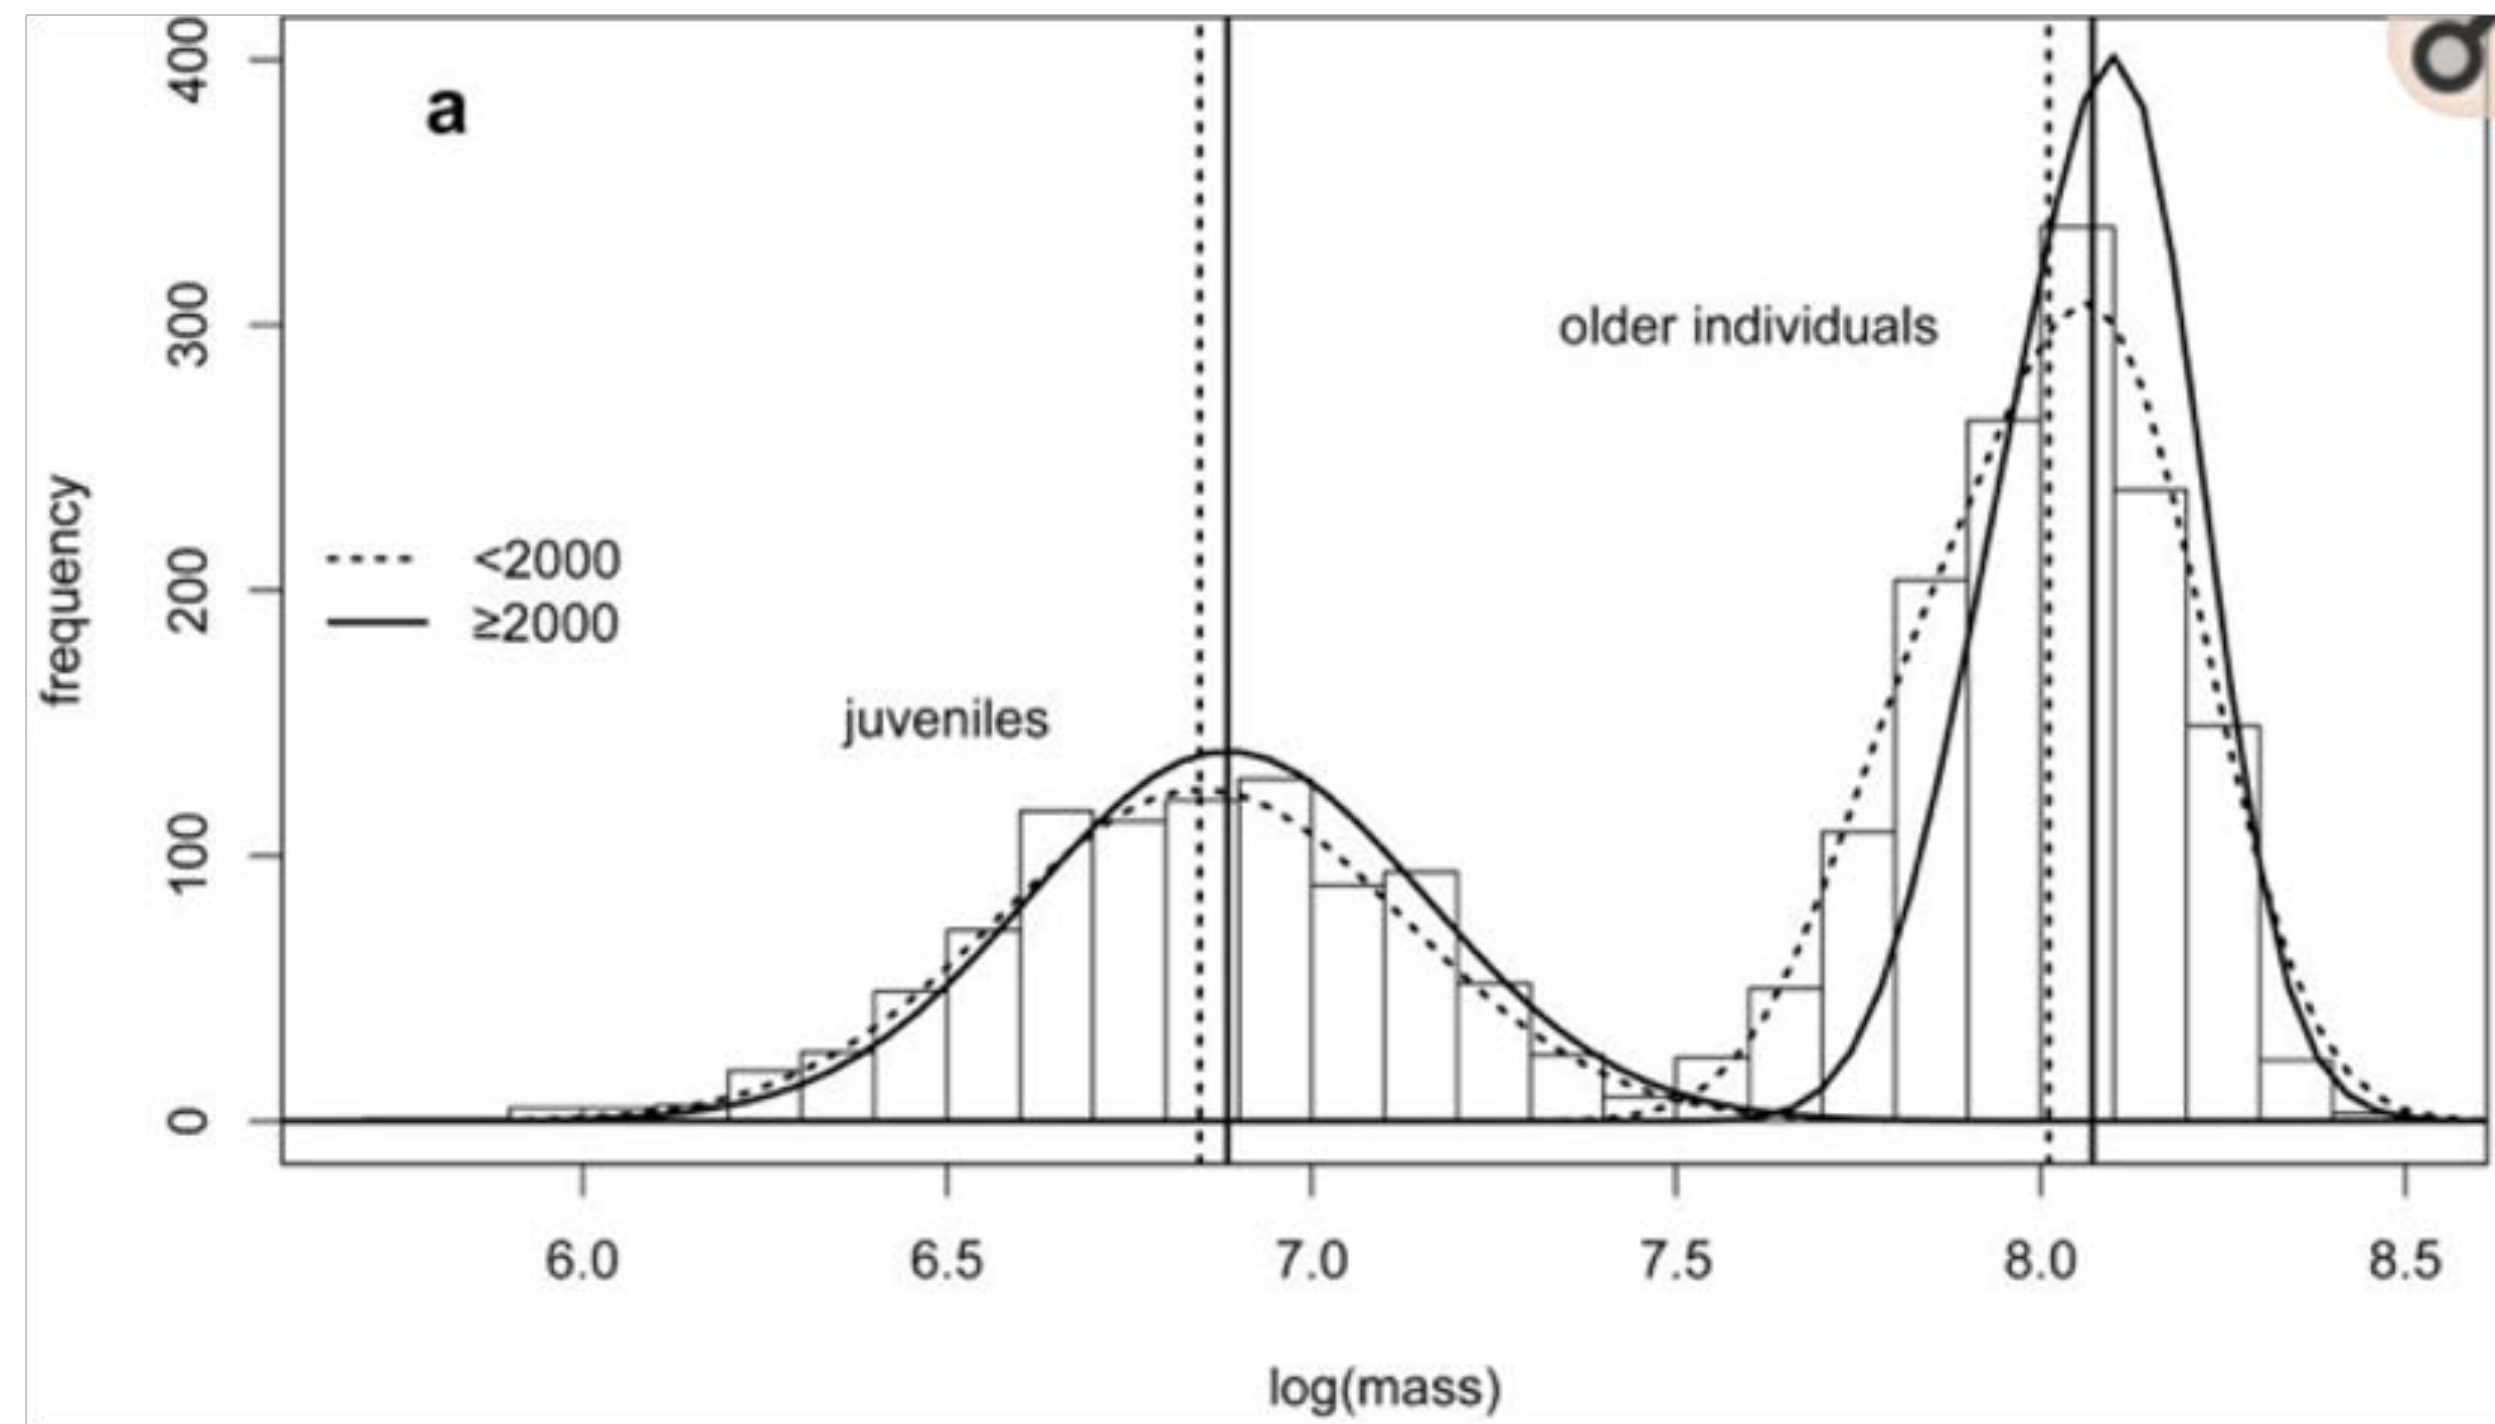 a
400
300
200
100
0
frequency
<2000
≥2000
juveniles
older individuals
6.0 6.5 7.0 7.5 8.0 8.5
log(mass)